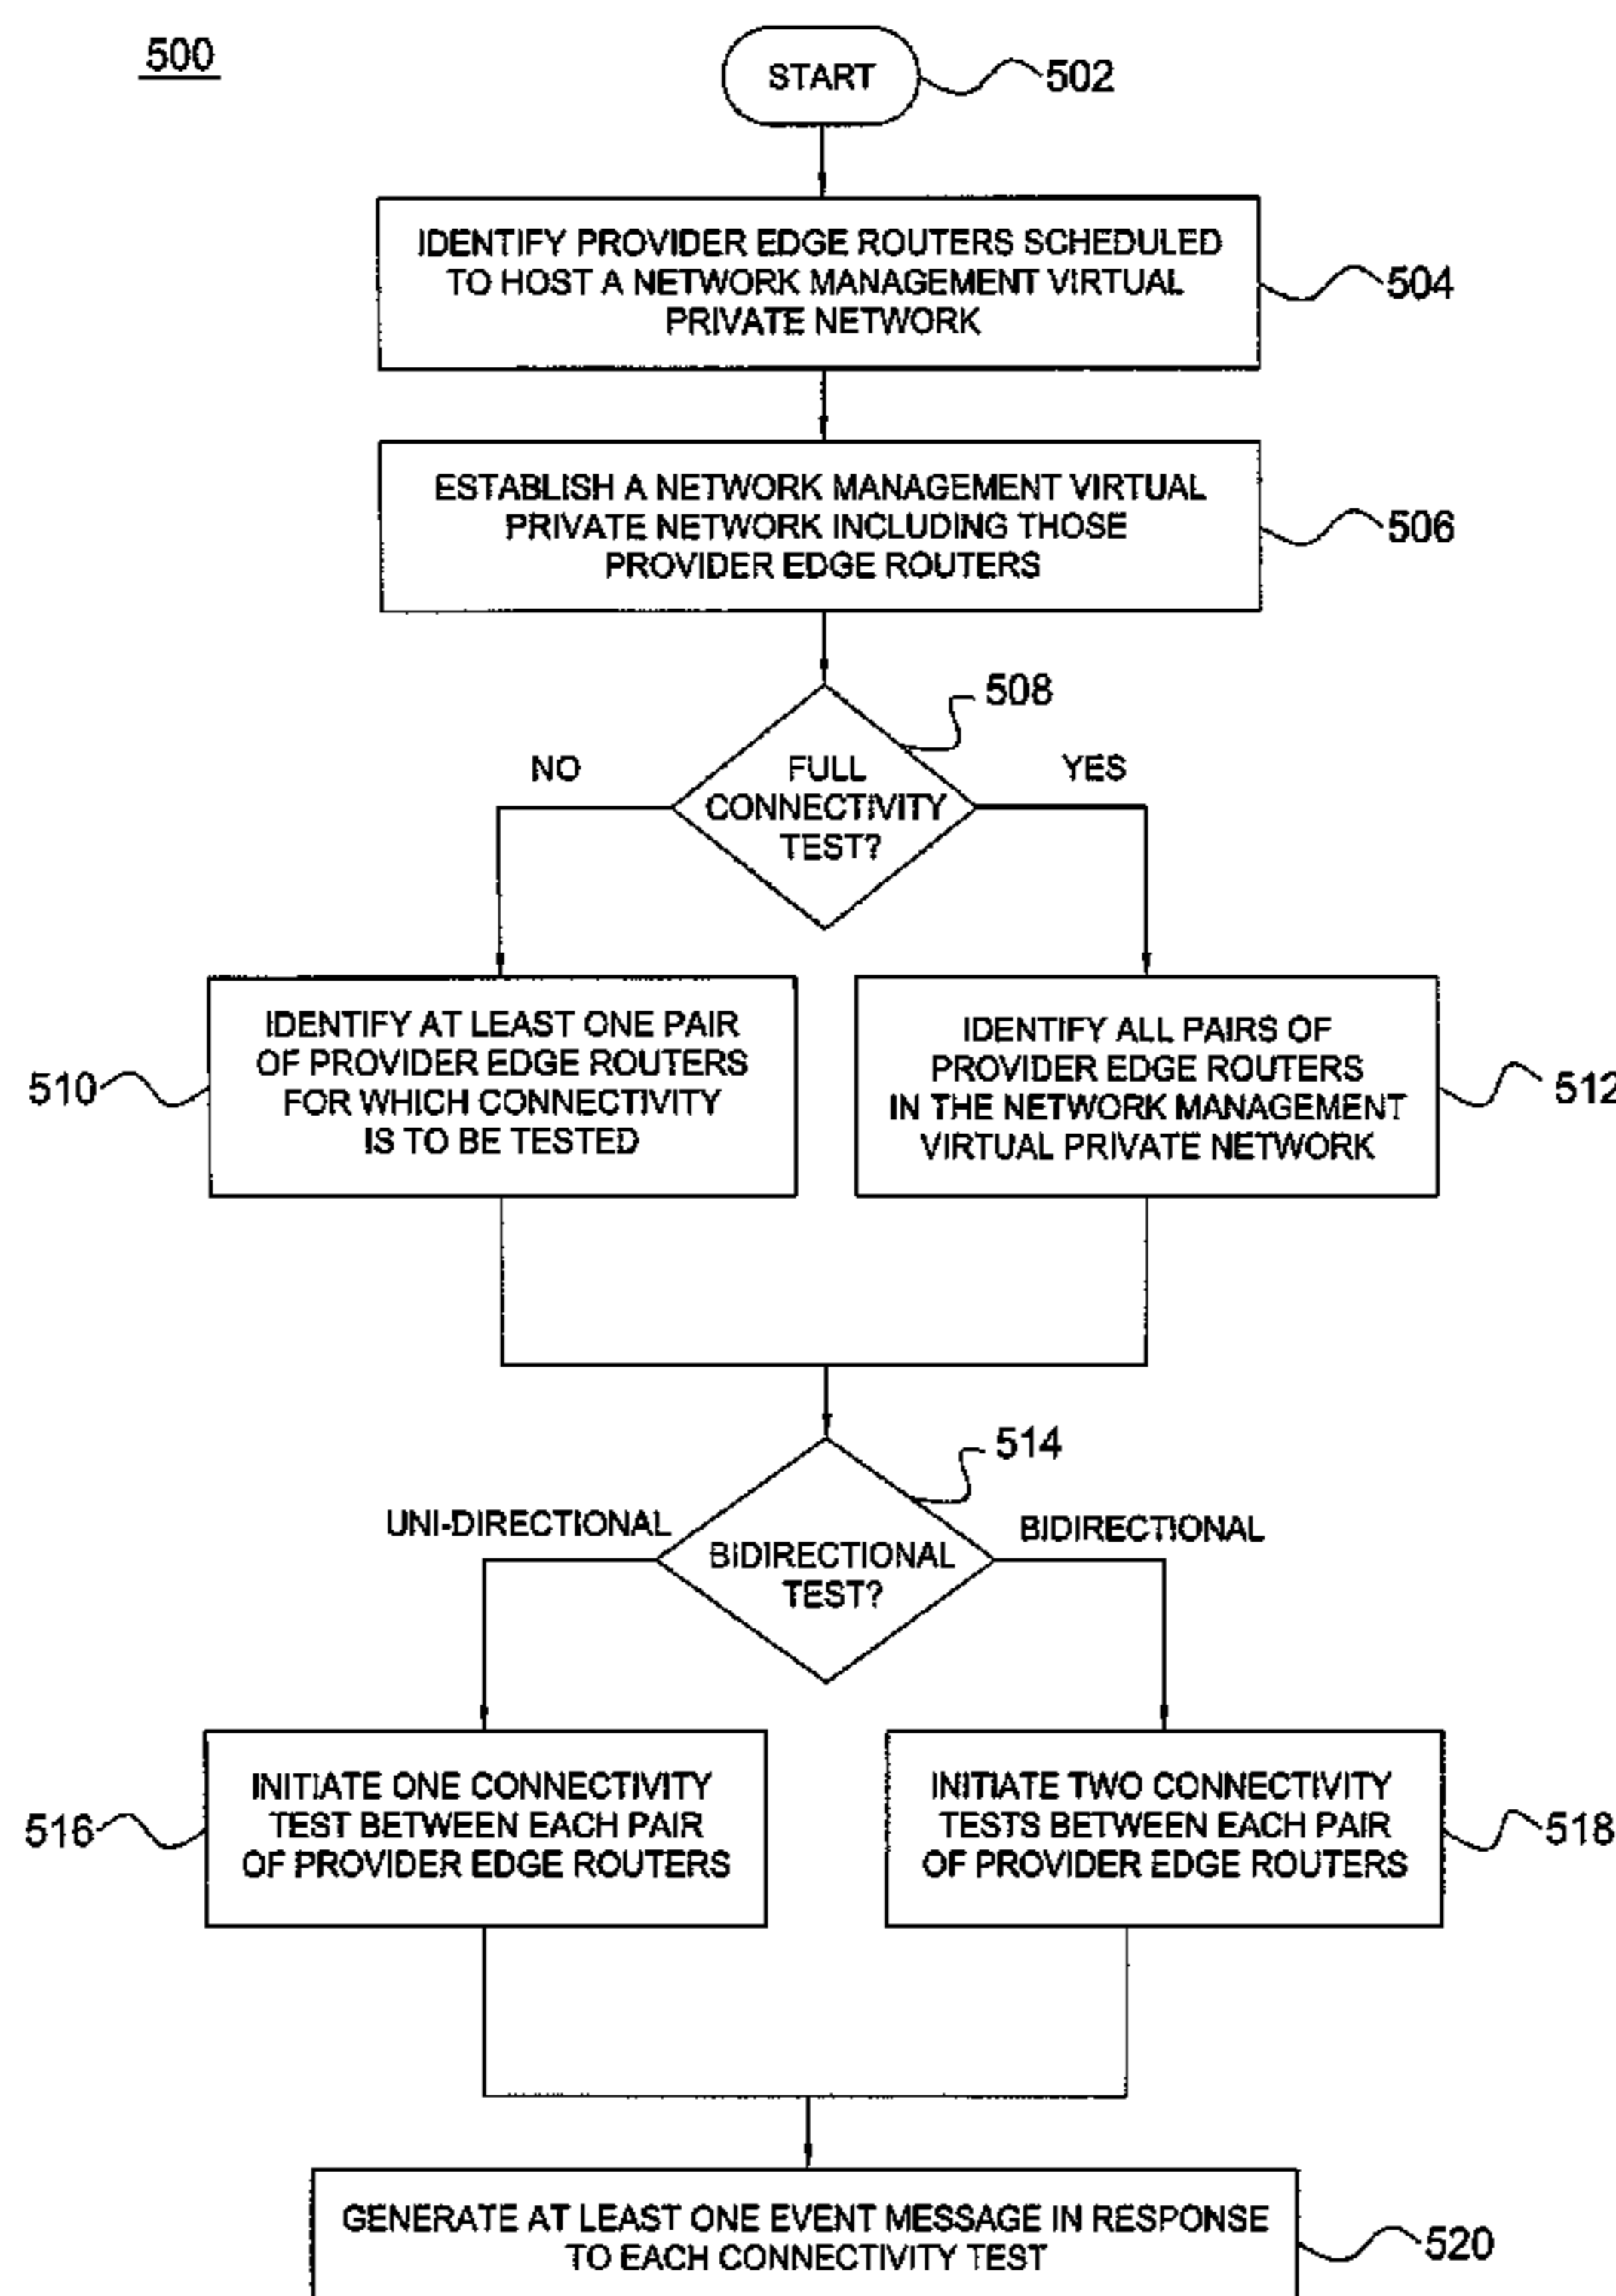 500
START
502
IDENTIFY PROVIDER EDGE ROUTERS SCHEDULED
TO HOST A NETWORK MANAGEMENT VIRTUAL
PRIVATE NETWORK
504
ESTABLISH A NETWORK MANAGEMENT VIRTUAL
PRIVATE NETWORK INCLUDING THOSE
PROVIDER EDGE ROUTERS
506
508
NO
FULL
CONNECTIVITY
TEST?
YES
510
IDENTIFY AT LEAST ONE PAIR
OF PROVIDER EDGE ROUTERS
FOR WHICH CONNECTIVITY
IS TO BE TESTED
IDENTIFY ALL PAIRS OF
PROVIDER EDGE ROUTERS
IN THE NETWORK MANAGEMENT
VIRTUAL PRIVATE NETWORK
512
514
UNI-DIRECTIONAL
BIDIRECTIONAL
TEST?
BIDIRECTIONAL
516
INITIATE ONE CONNECTIVITY
TEST BETWEEN EACH PAIR
OF PROVIDER EDGE ROUTERS
INITIATE TWO CONNECTIVITY
TESTS BETWEEN EACH PAIR
OF PROVIDER EDGE ROUTERS
518
GENERATE AT LEAST ONE EVENT MESSAGE IN RESPONSE
TO EACH CONNECTIVITY TEST
520